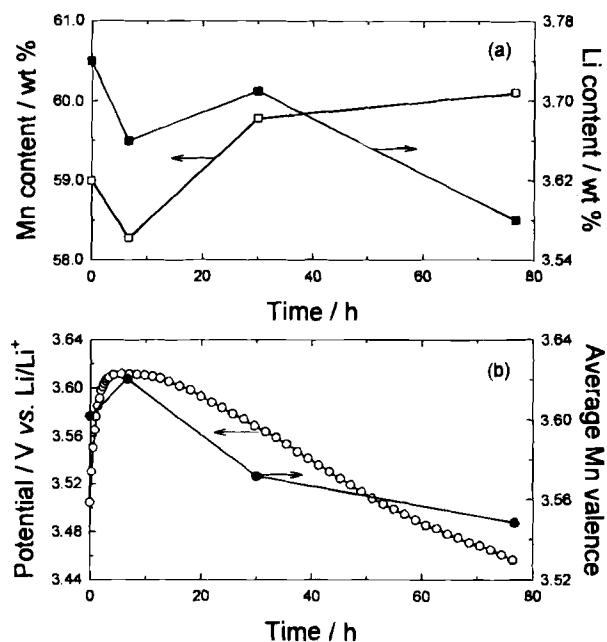 61.0
60.0
59.0
58.0
Mn content / wt %
(a)
3.78
3.70
3.62
3.54
Li content / wt %
0 20 40 60 80
Time / h
3.64
3.60
3.56
3.52
3.48
3.44
Potential / V vs. Li/Li⁺
(b)
3.64
3.60
3.56
3.52
Average Mn valence
0 20 40 60 80
Time / h